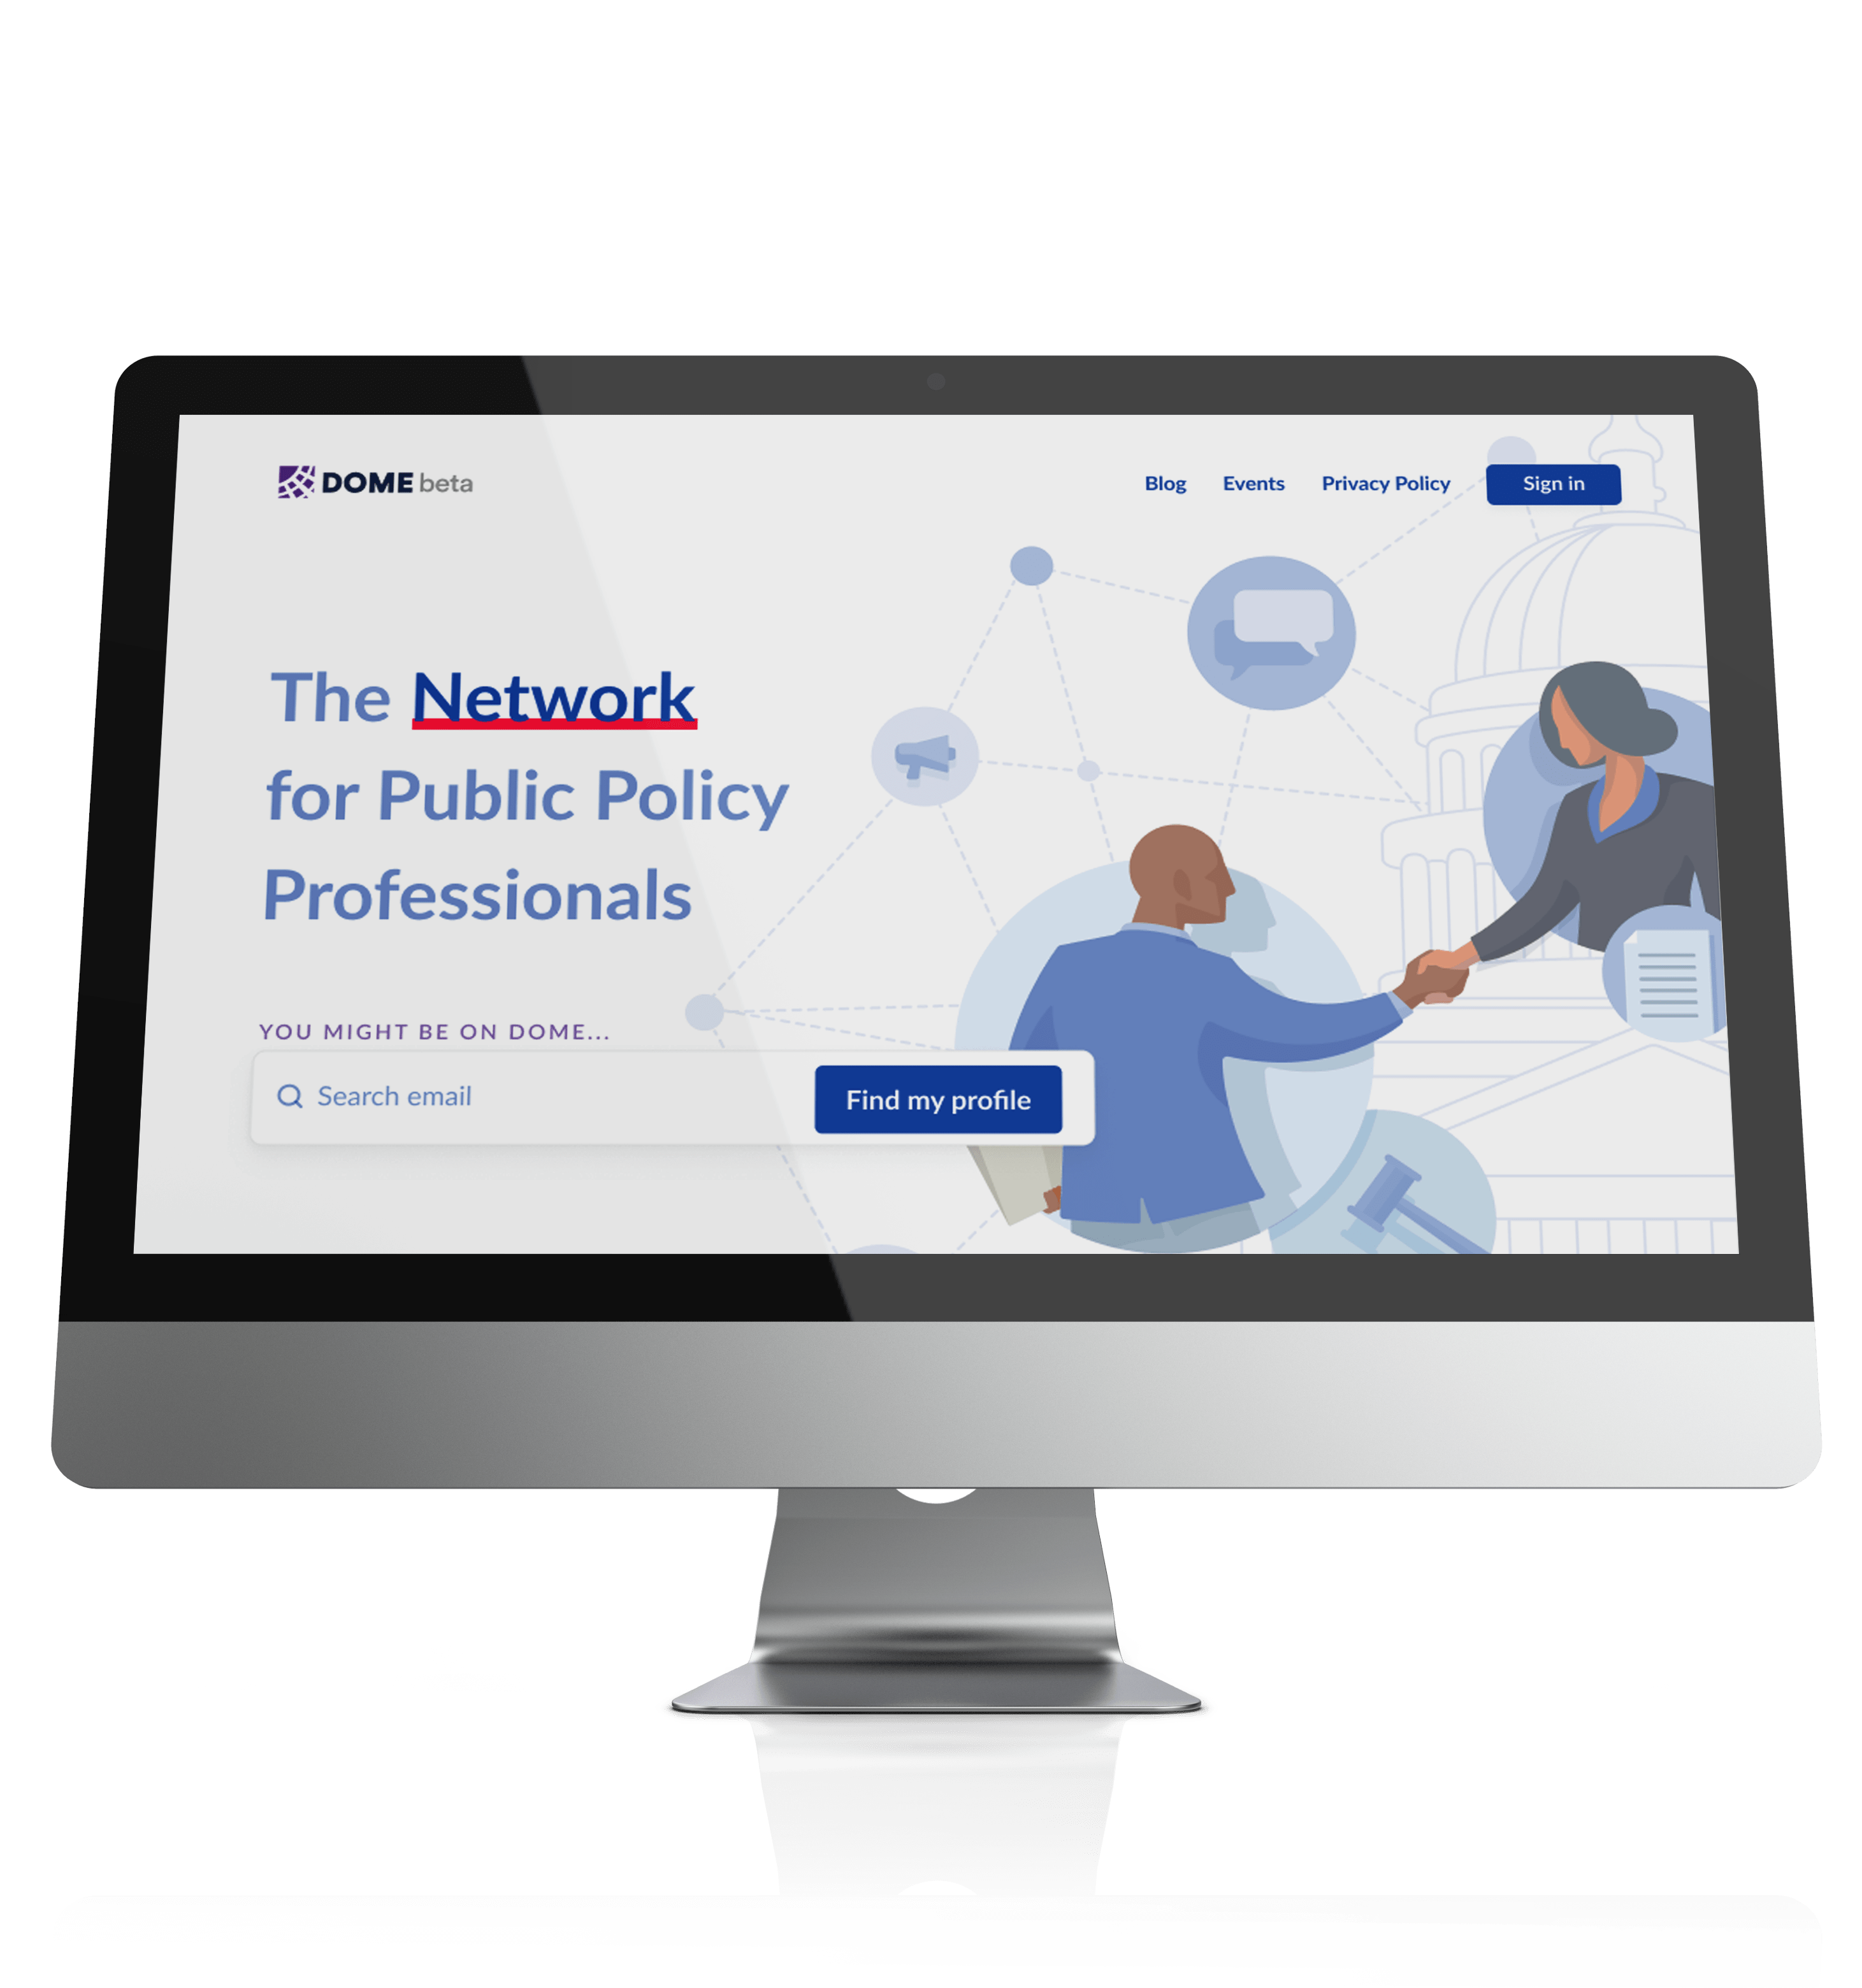 DOME beta
Blog Events Privacy Policy Sign in
The Network
for Public Policy
Professionals
YOU MIGHT BE ON DOME...
Search email
Find my profile